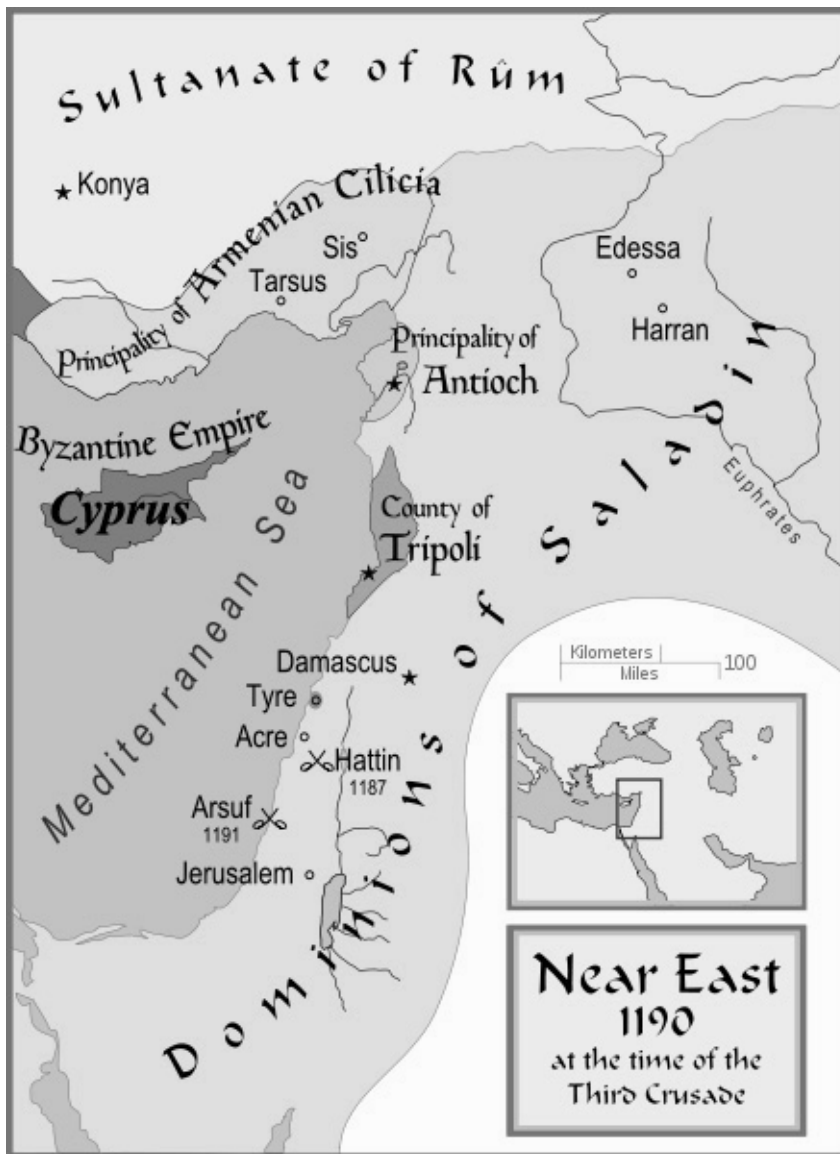 Sultanate of Rûm
Konya
Principality of Armenian Cilicia
Sis
Tarsus
Edessa
Harran
Principality of
Antioch
Byzantine Empire
Cyprus
Mediterranean Sea
County of
Tripoli
Euphrates
Dominions of Saladin
Damascus
Tyre
Acre
Hattin
1187
Arsuf
1191
Jerusalem
Kilometers
Miles
100
Near East
1190
at the time of the
Third Crusade